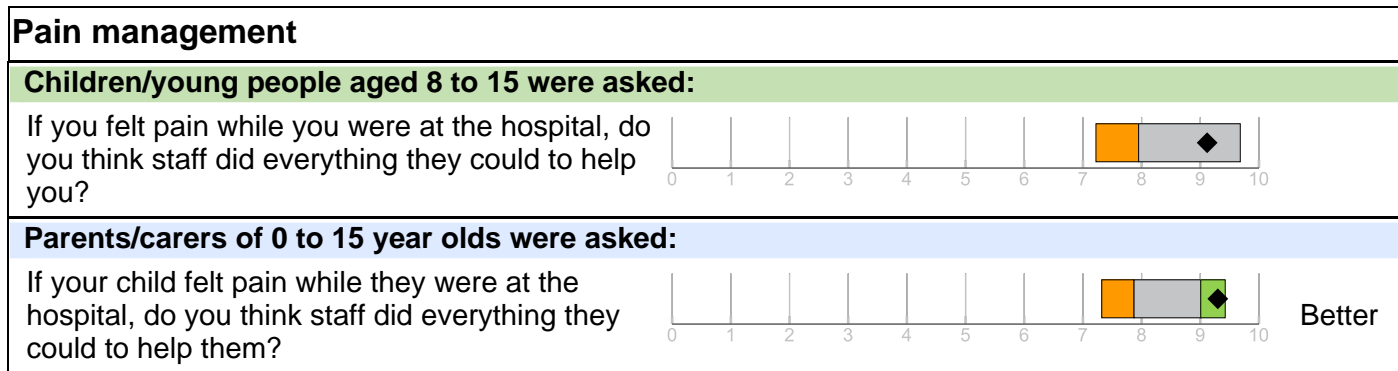 Pain management
Children/young people aged 8 to 15 were asked:
If you felt pain while you were at the hospital, do
you think staff did everything they could to help
you?
0 1 2 3 4 5 6 7 8 9 10
Parents/carers of 0 to 15 year olds were asked:
If your child felt pain while they were at the
hospital, do you think staff did everything they
could to help them?
0 1 2 3 4 5 6 7 8 9 10
Better